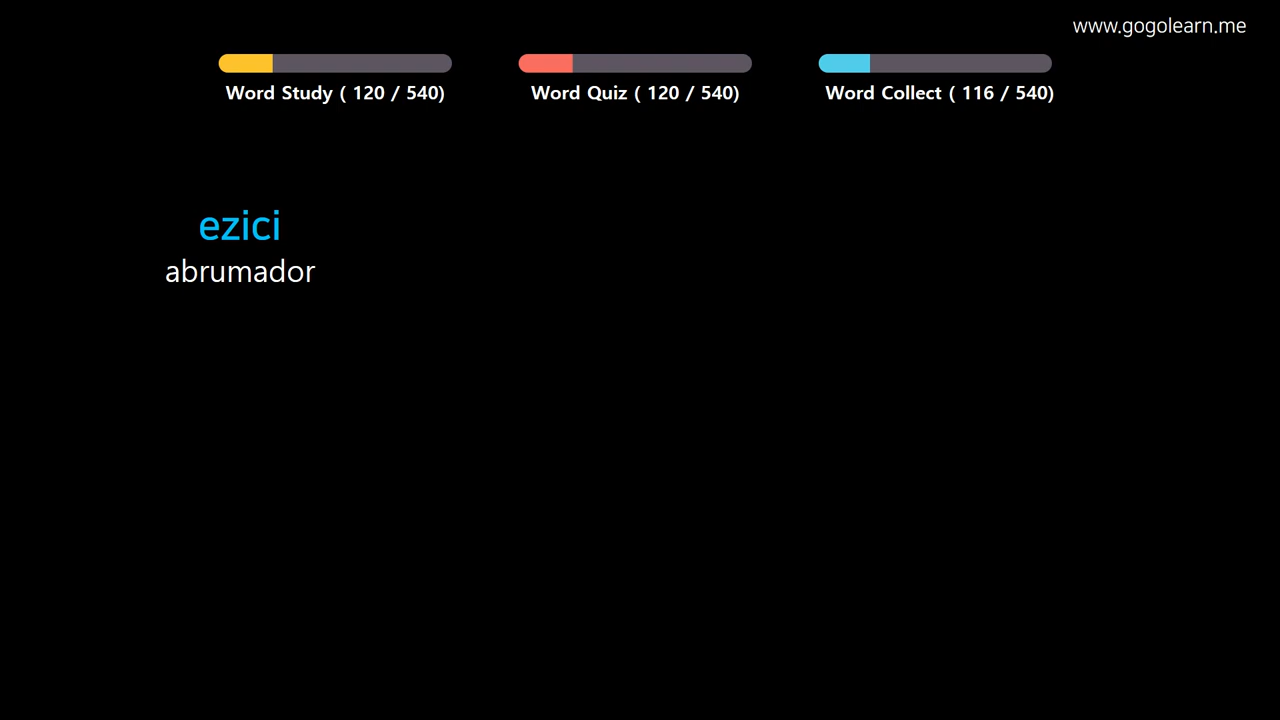 www.gogolearn.me
Word Study ( 120 / 540)
Word Quiz ( 120 / 540)
Word Collect ( 116 / 540)
ezici
abrumador